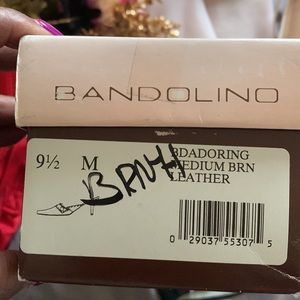 BANDOLINO
9½ M BDADORING
MEDIUM BRN
LEATHER
BRN
0 29037 55307 5